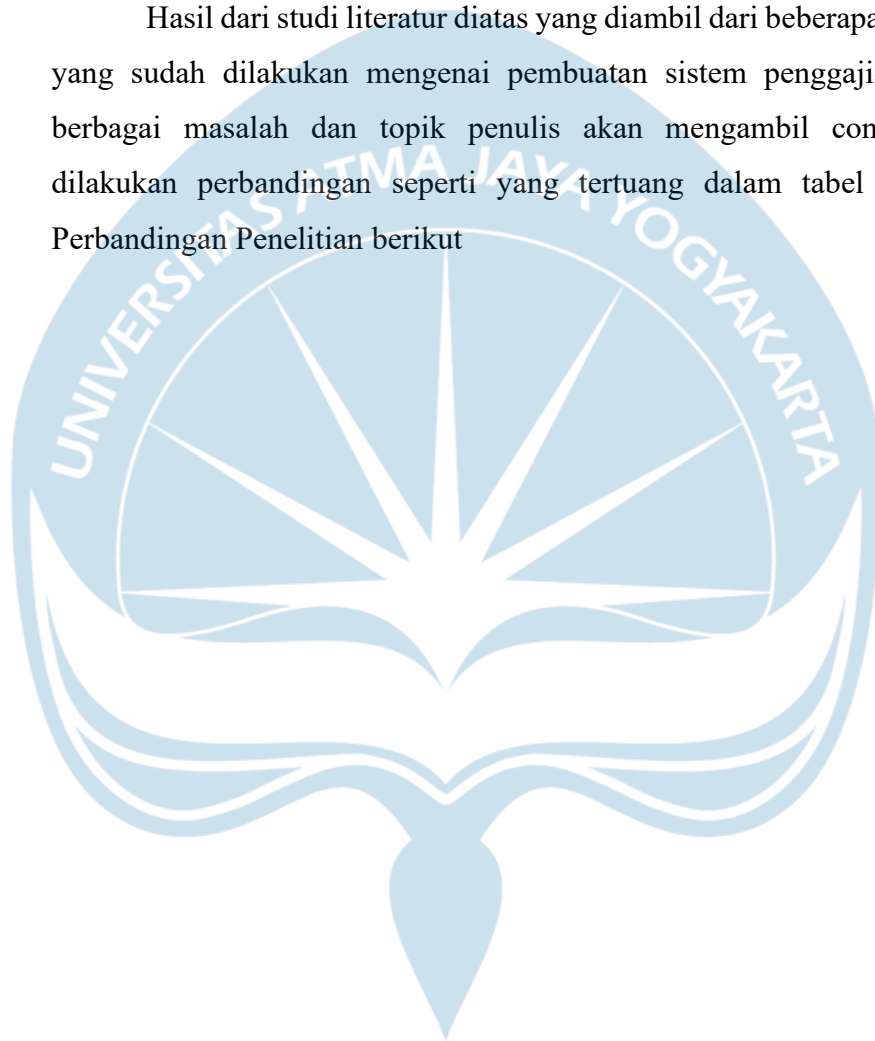 Hasil dari studi literatur diatas yang diambil dari beberapa
yang sudah dilakukan mengenai pembuatan sistem penggaji
berbagai masalah dan topik penulis akan mengambil con
dilakukan perbandingan seperti yang tertuang dalam tabel
Perbandingan Penelitian berikut
UNIVERSITAS ATMA JAYA YOGYAKARTA